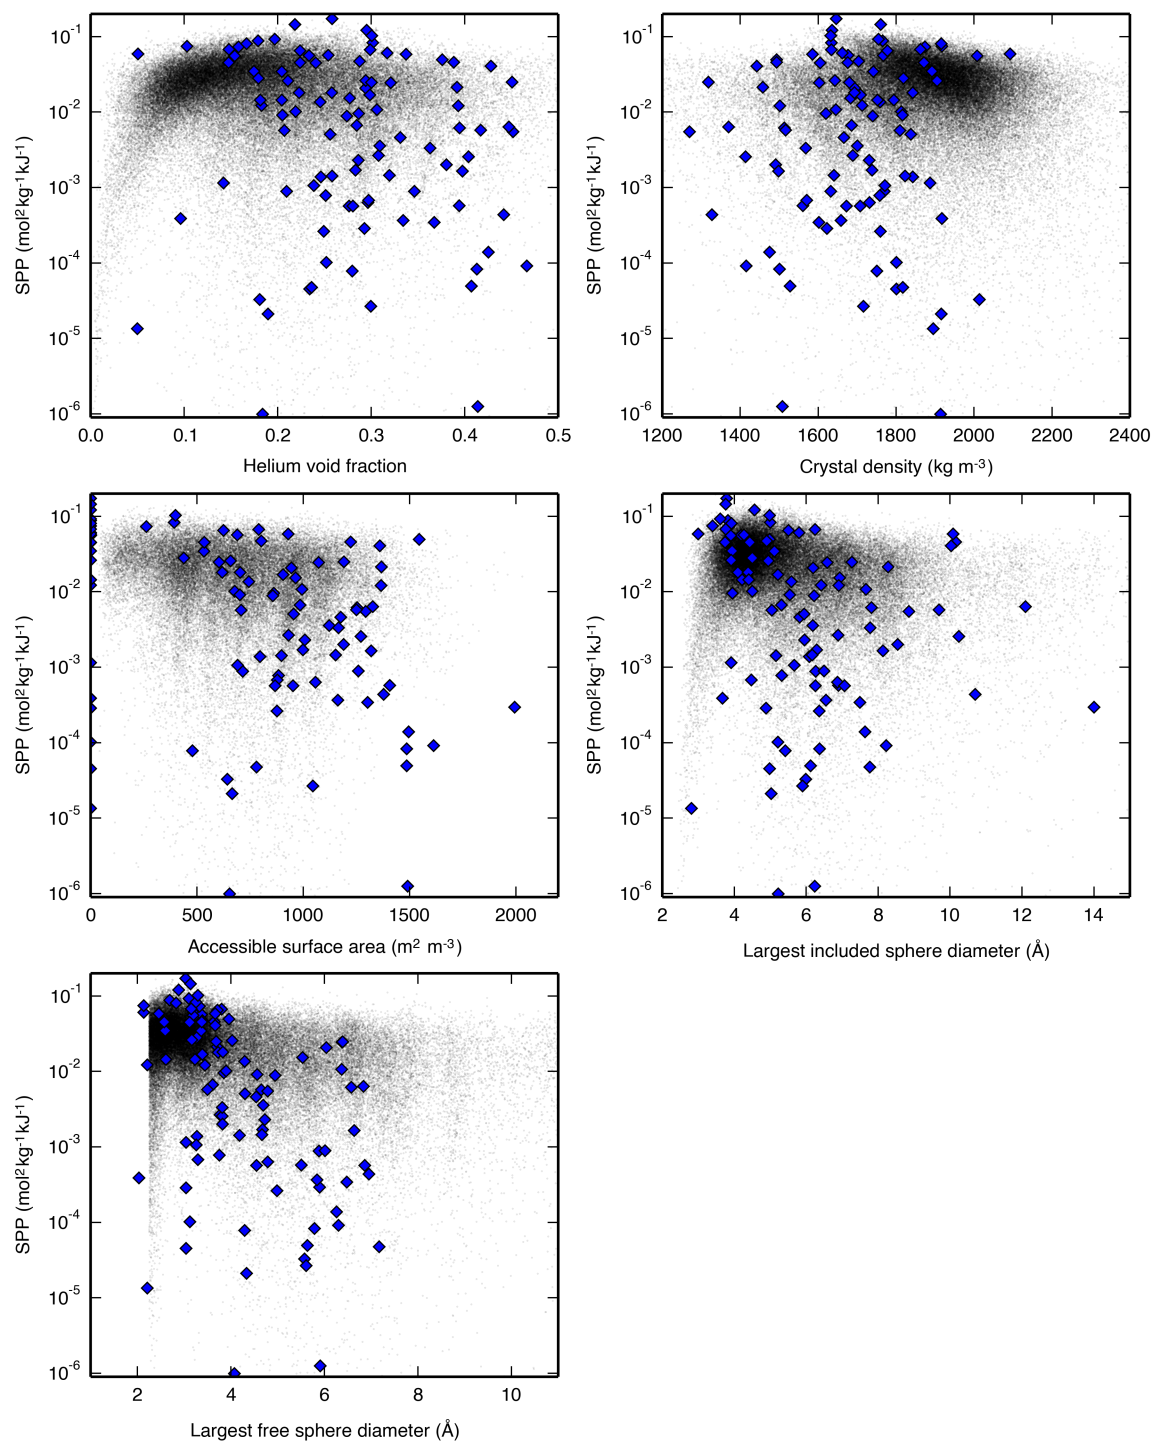 10-1
10-2
10-3
10-4
10-5
10-6
SPP (mol2kg-1kJ-1)
0.0 0.1 0.2 0.3 0.4 0.5
Helium void fraction
10-1
10-2
10-3
10-4
10-5
10-6
SPP (mol2kg-1kJ-1)
1200 1400 1600 1800 2000 2200 2400
Crystal density (kg m-3)
10-1
10-2
10-3
10-4
10-5
10-6
SPP (mol2kg-1kJ-1)
0 500 1000 1500 2000
Accessible surface area (m2 m-3)
10-1
10-2
10-3
10-4
10-5
10-6
SPP (mol2kg-1kJ-1)
2 4 6 8 10 12 14
Largest included sphere diameter (Å)
10-1
10-2
10-3
10-4
10-5
10-6
SPP (mol2kg-1kJ-1)
2 4 6 8 10
Largest free sphere diameter (Å)